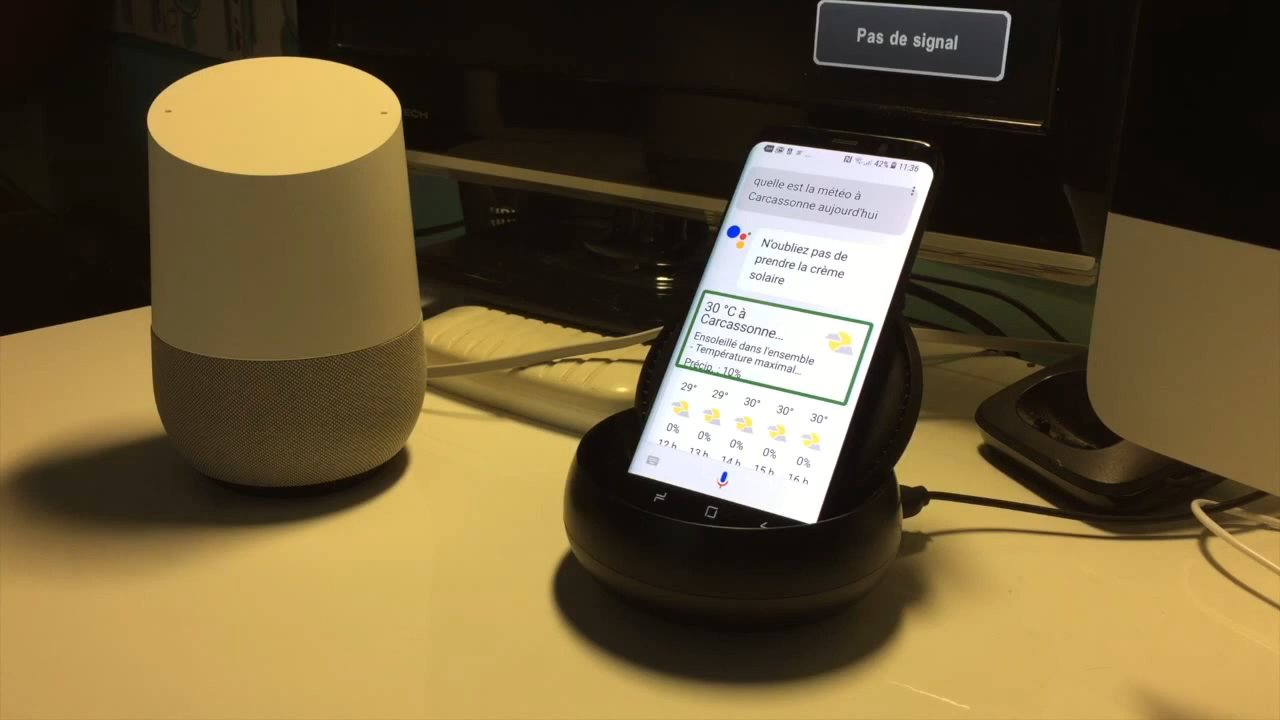 Pas de signal
42% 11:36
quelle est la météo à
Carcassonne aujourd'hui
N'oubliez pas de
prendre la crème
solaire
30 °C à
Carcassonne...
Ensoleillé dans l'ensemble
- Température maximal...
Précip. : 10%
29° 29° 30° 30° 30°
0% 0% 0% 0% 0%
12 h 13 h 14 h 15 h 16 h